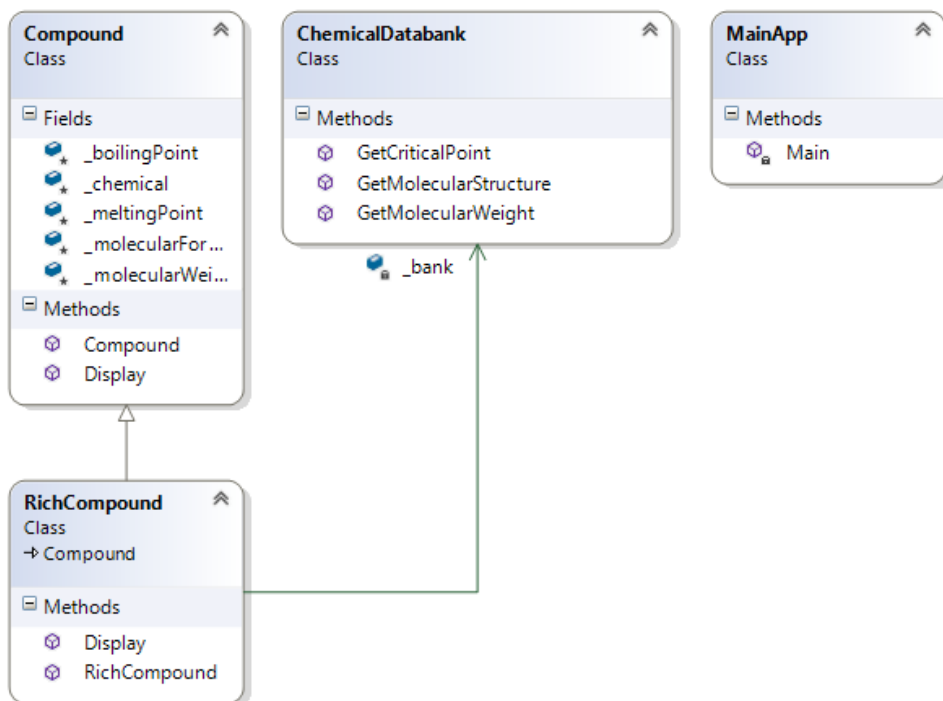 Compound
Class
Fields
_boilingPoint
_chemical
_meltingPoint
_molecularFor...
_molecularWei...
Methods
Compound
Display
ChemicalDatabank
Class
Methods
GetCriticalPoint
GetMolecularStructure
GetMolecularWeight
_bank
MainApp
Class
Methods
Main
RichCompound
Class
Compound
Methods
Display
RichCompound